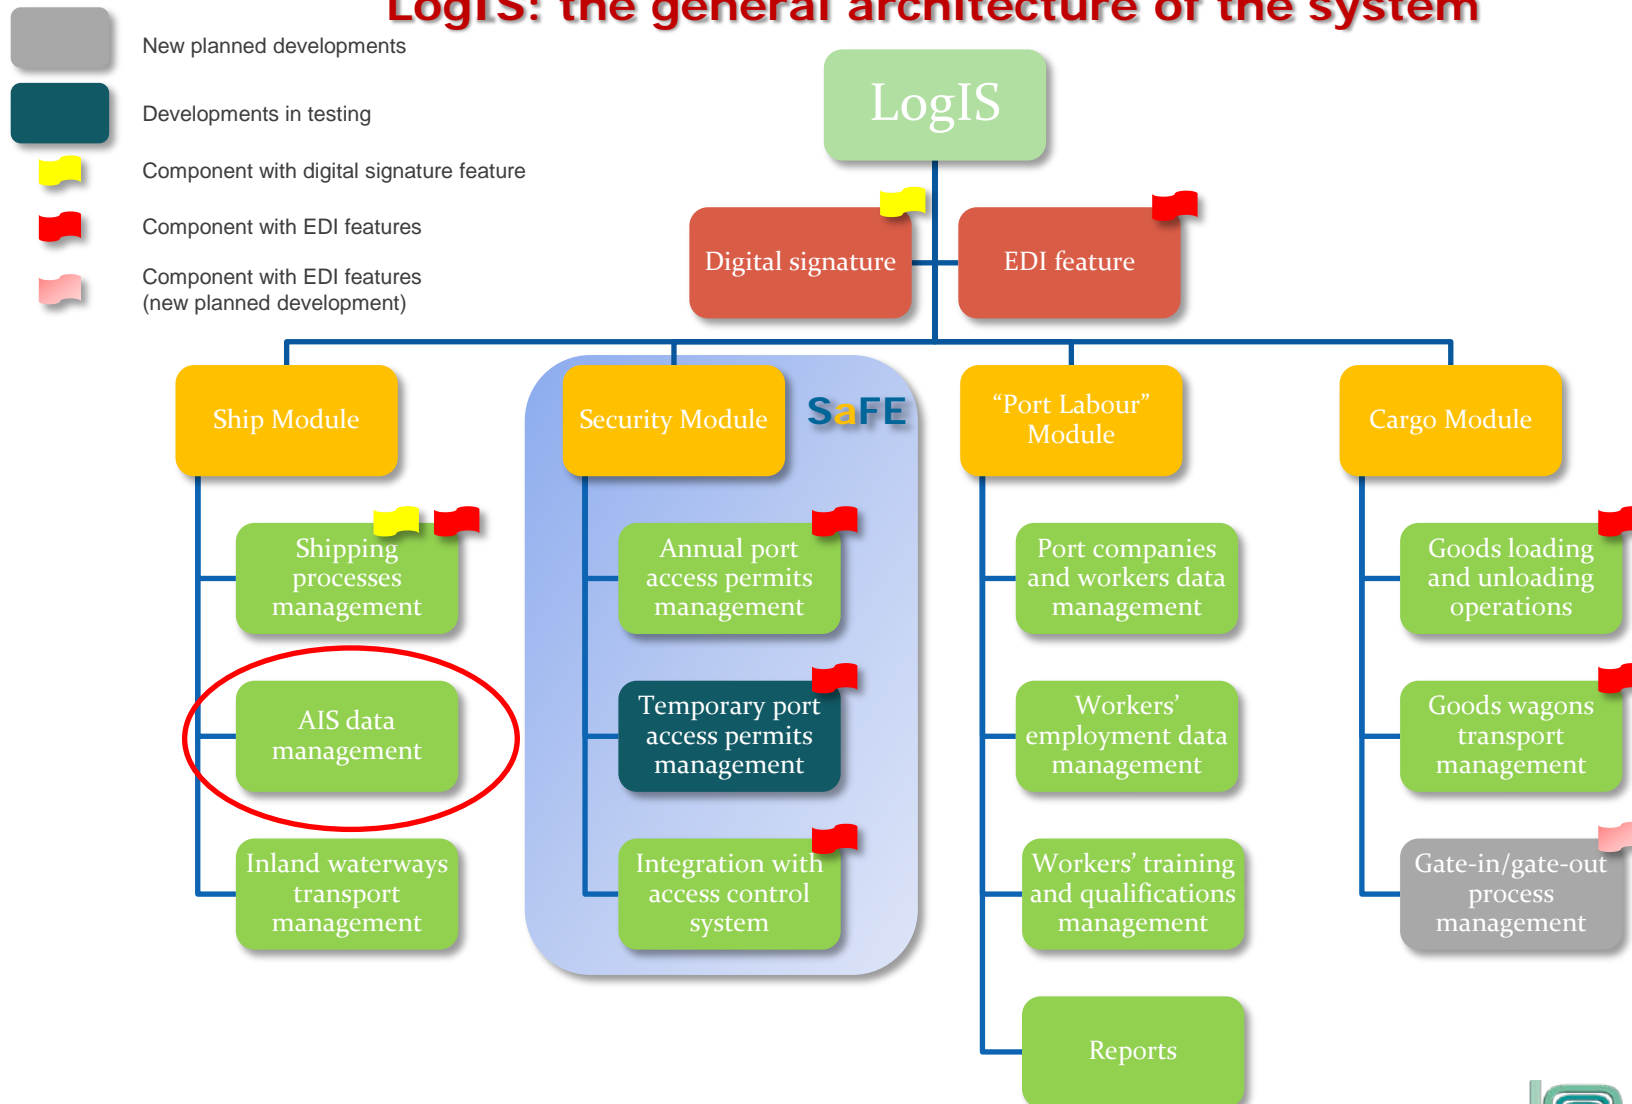 LogIS: the general architecture of the system
New planned developments
Developments in testing
Component with digital signature feature
Component with EDI features
Component with EDI features
(new planned development)
LogIS
Digital signature
EDI feature
Ship Module
Security Module
SaFE
“Port Labour”
Module
Cargo Module
Shipping
processes
management
Annual port
access permits
management
Port companies
and workers data
management
Goods loading
and unloading
operations
AIS data
management
Temporary port
access permits
management
Workers’
employment data
management
Goods wagons
transport
management
Inland waterways
transport
management
Integration with
access control
system
Workers’ training
and qualifications
management
Gate-in/gate-out
process
management
Reports